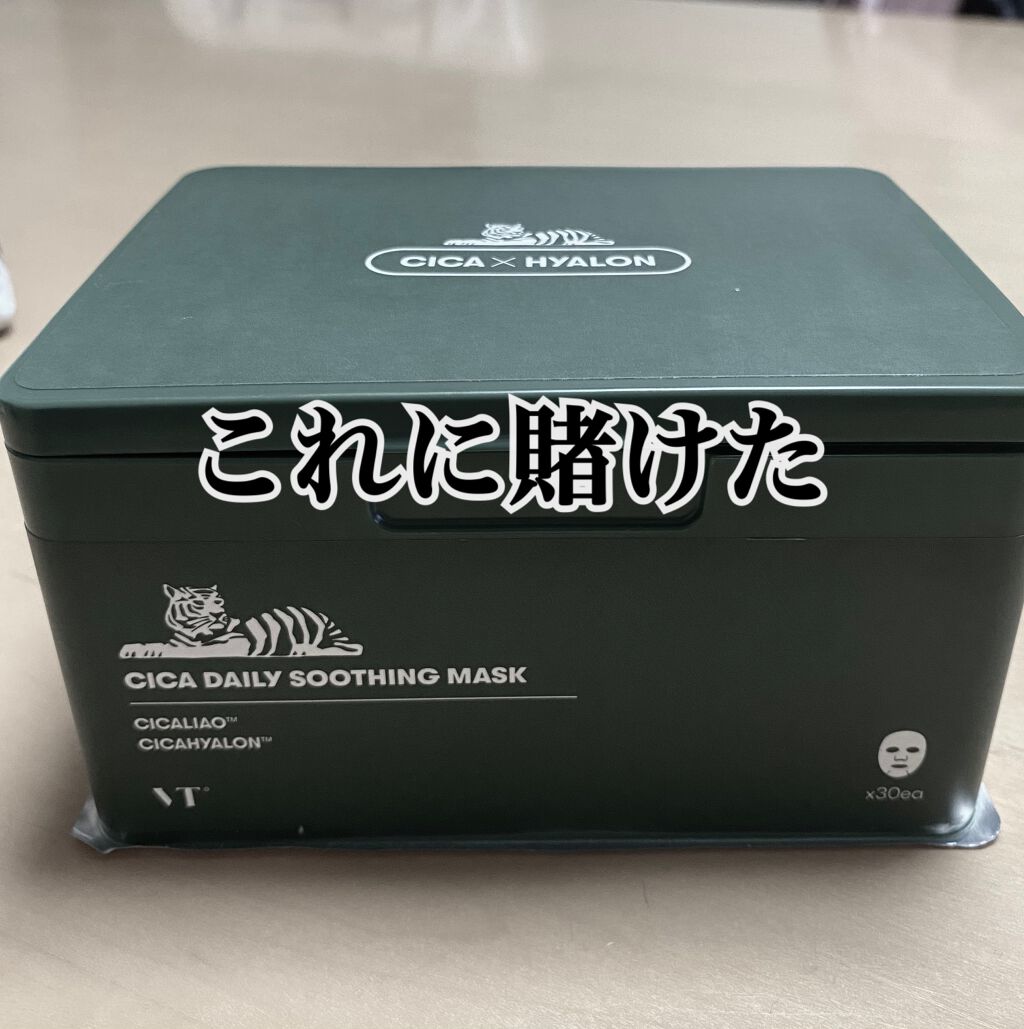 CICA × HYALON
これに賭けた
CICA DAILY SOOTHING MASK
CICALIAO™
CICAHYALON™
VT°
x30ea